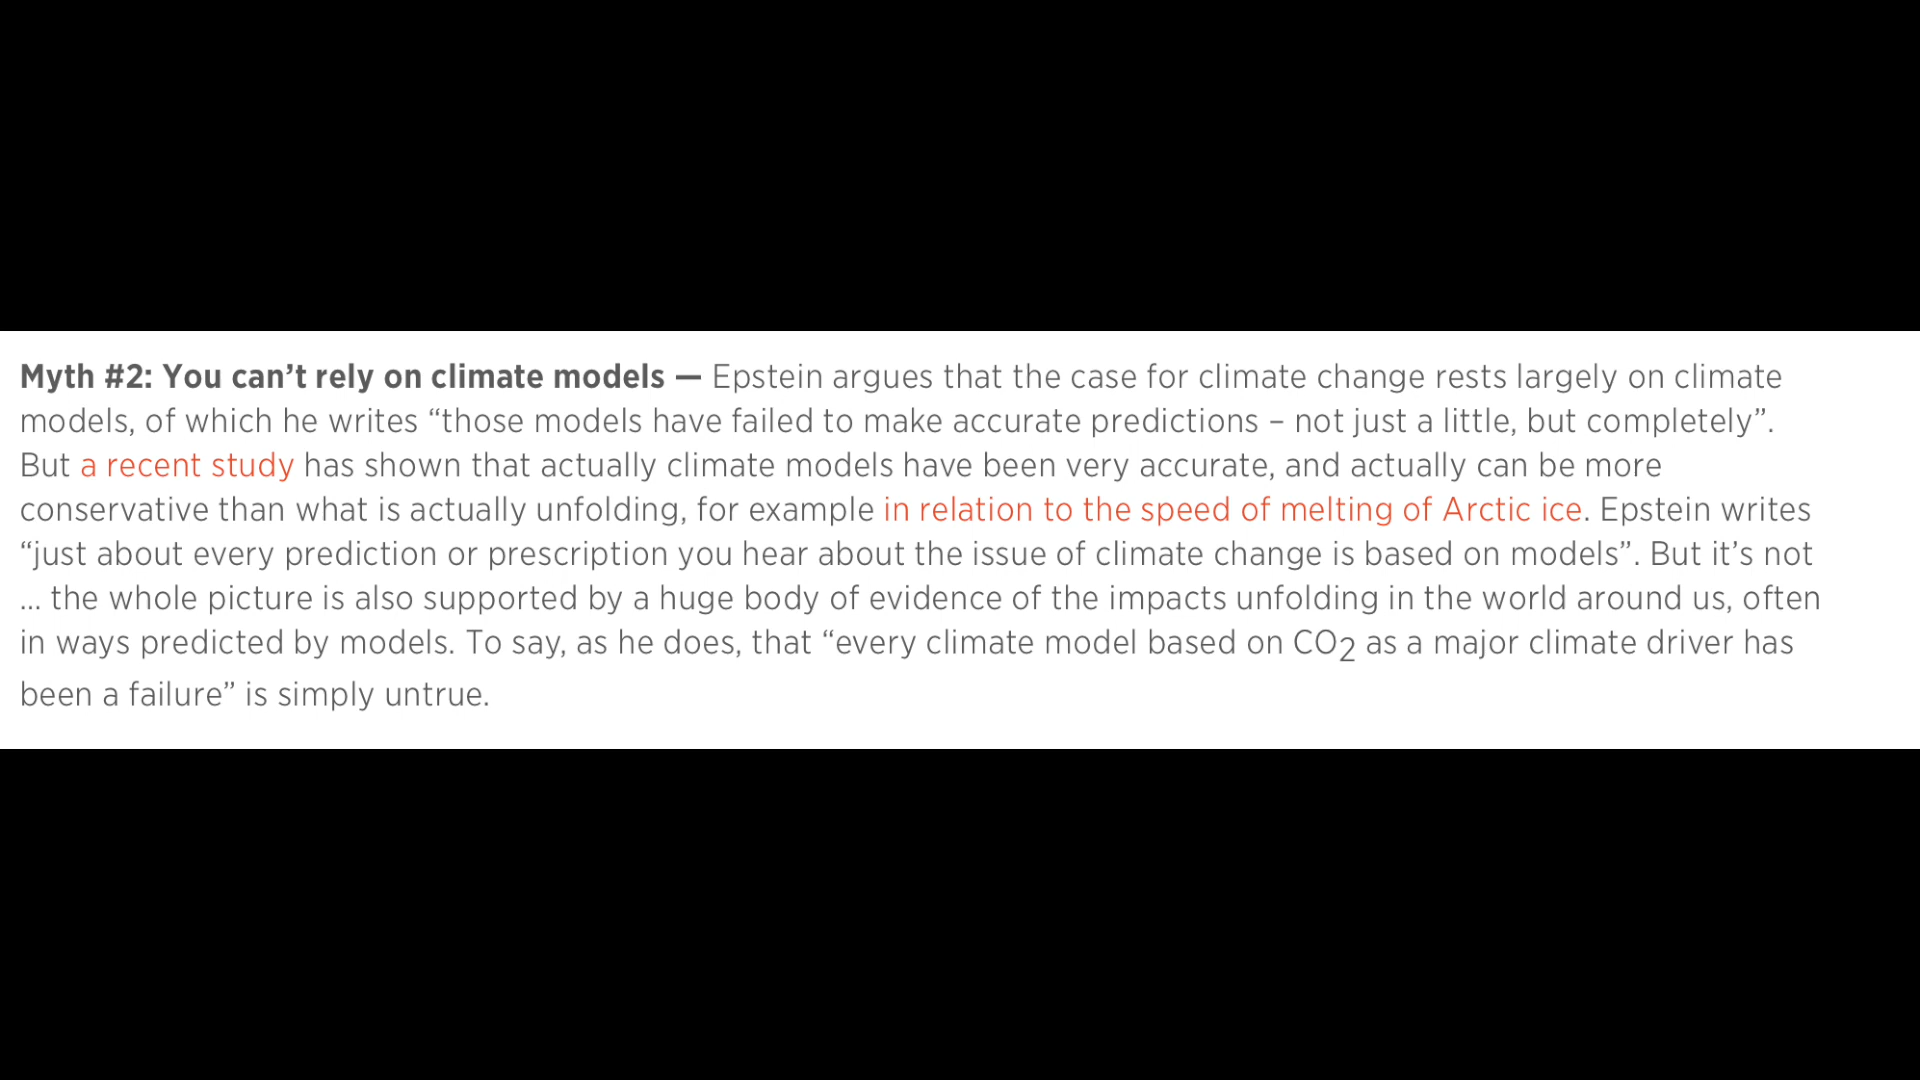 Myth #2: You can’t rely on climate models — Epstein argues that the case for climate change rests largely on climate
models, of which he writes “those models have failed to make accurate predictions – not just a little, but completely”.
But a recent study has shown that actually climate models have been very accurate, and actually can be more
conservative than what is actually unfolding, for example in relation to the speed of melting of Arctic ice. Epstein writes
“just about every prediction or prescription you hear about the issue of climate change is based on models”. But it’s not
... the whole picture is also supported by a huge body of evidence of the impacts unfolding in the world around us, often
in ways predicted by models. To say, as he does, that “every climate model based on CO2 as a major climate driver has
been a failure” is simply untrue.